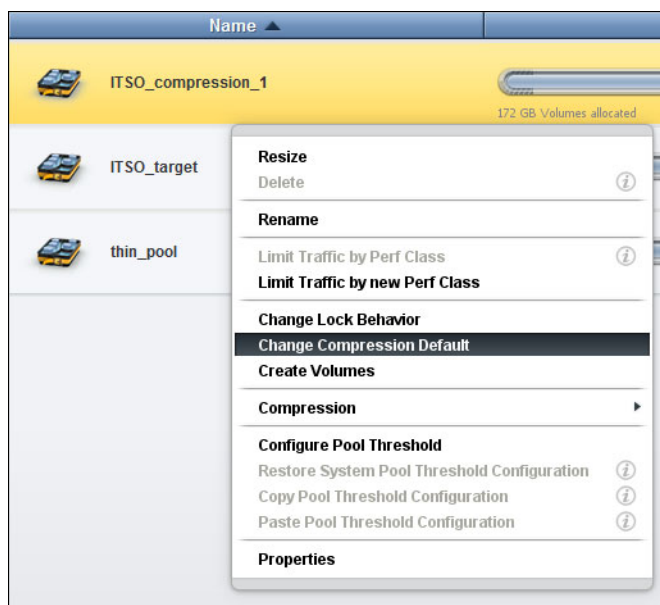 Name
ITSO_compression_1
172 GB Volumes allocated
ITSO_target
thin_pool
Resize
Delete
Rename
Limit Traffic by Perf Class
Limit Traffic by new Perf Class
Change Lock Behavior
Change Compression Default
Create Volumes
Compression
Configure Pool Threshold
Restore System Pool Threshold Configuration
Copy Pool Threshold Configuration
Paste Pool Threshold Configuration
Properties